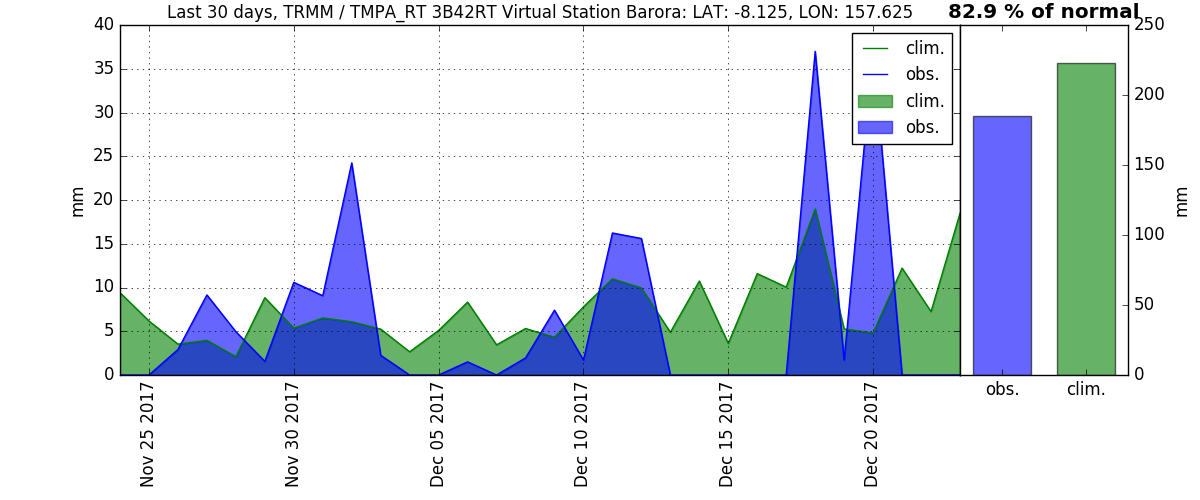 Last 30 days, TRMM / TMPA_RT 3B42RT Virtual Station Barora: LAT: -8.125, LON: 157.625
82.9 % of normal
40
35
30
25
20
15
10
5
0
mm
clim.
obs.
clim.
obs.
250
200
150
100
50
0
mm
obs.
clim.
Nov 25 2017
Nov 30 2017
Dec 05 2017
Dec 10 2017
Dec 15 2017
Dec 20 2017